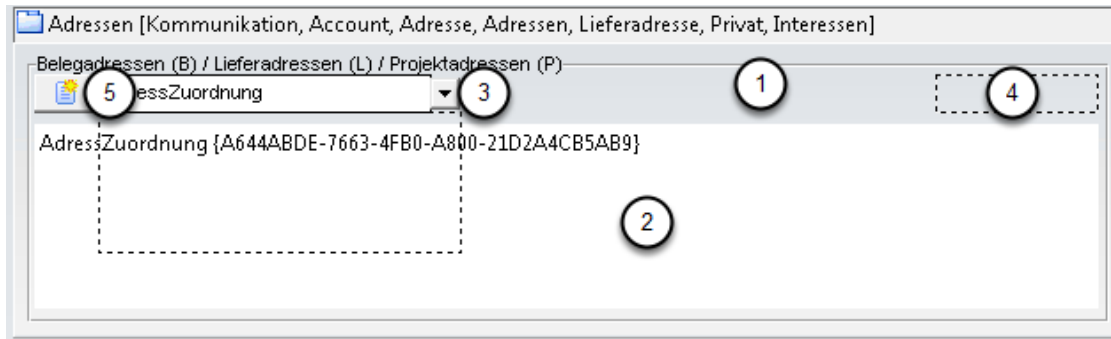 Adressen [Kommunikation, Account, Adresse, Adressen, Lieferadresse, Privat, Interessen]
Belegadressen (B) / Lieferadressen (L) / Projektadressen (P)
1
5 essZuordnung 3 4
AdressZuordnung {A644ABDE-7663-4FB0-A800-21D2A4CB5AB9}
2